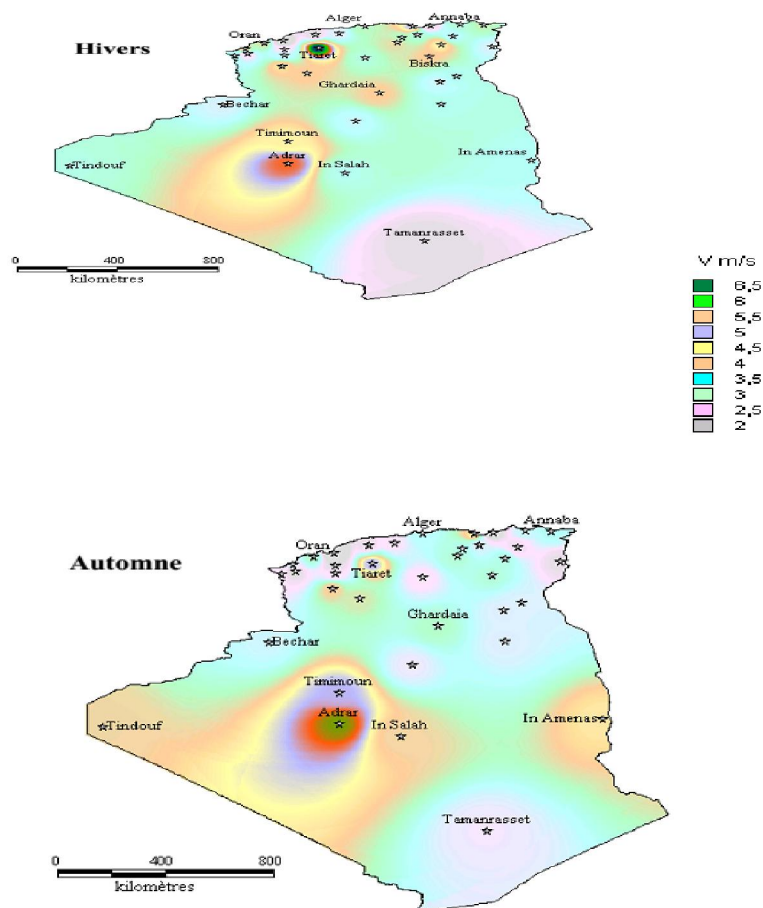 Alger
Annaba
Oran
Hivers
Tiaret
Biskra
Ghardaia
Bechar
Timimoun
Adrar
In Salah
In Amenas
Tindouf
Tamanrasset
0 400 800
kilomètres
V m/s
6,5
6
5,5
5
4,5
4
3,5
3
2,5
2
Alger
Annaba
Oran
Automne
Tiaret
Ghardaia
Bechar
Timimoun
Adrar
Tindouf
In Salah
In Amenas
Tamanrasset
0 400 800
kilomètres